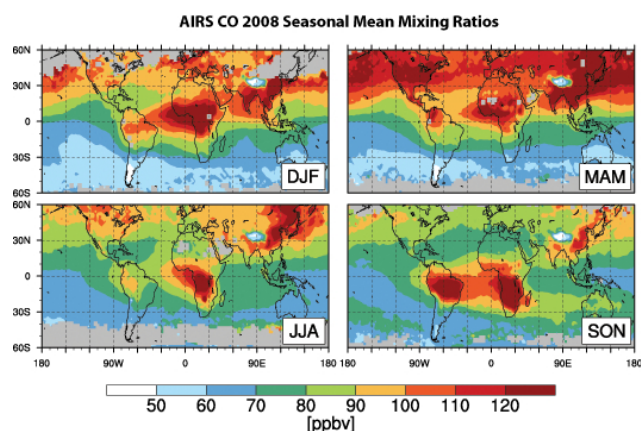 AIRS CO 2008 Seasonal Mean Mixing Ratios
60N
30N
0
30S
60S
DJF
MAM
60N
30N
0
30S
60S
JJA
SON
180 90W 0 90E 180 90W 0 90E 180
50 60 70 80 90 100 110 120
[ppbv]